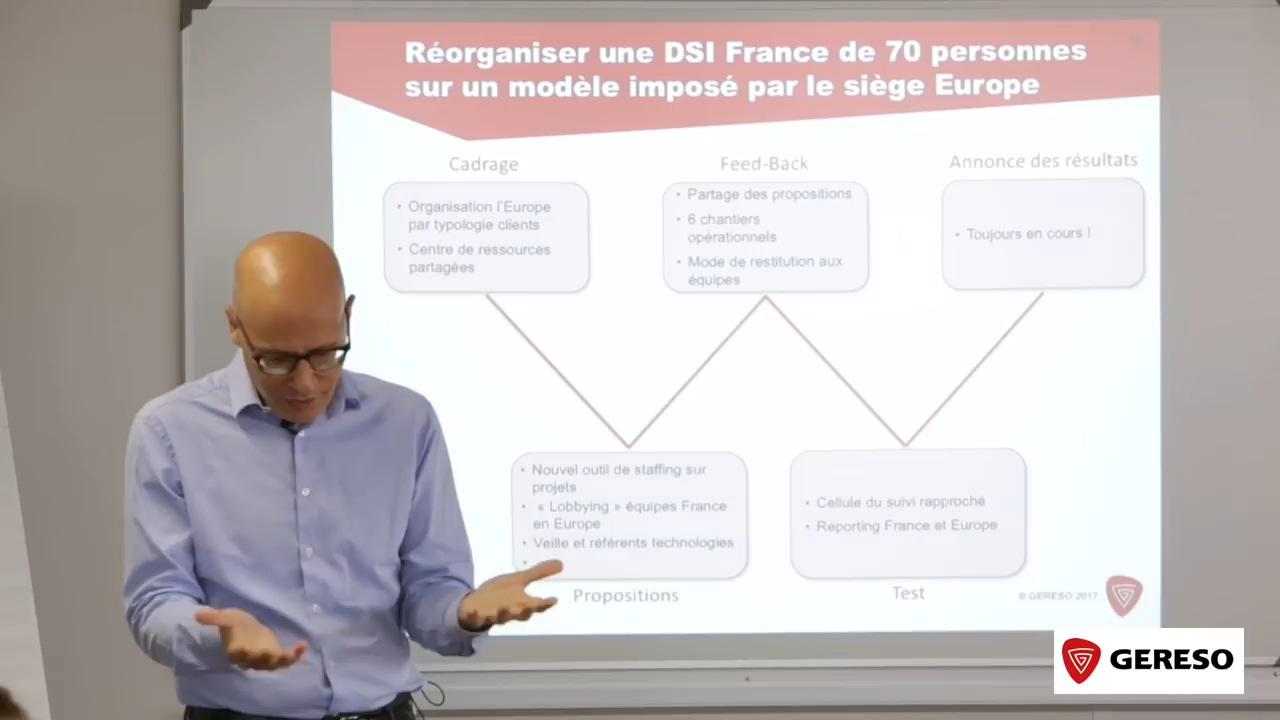 Réorganiser une DSI France de 70 personnes
sur un modèle imposé par le siège Europe
Cadrage
• Organisation l'Europe
par typologie clients
• Centre de ressources
partagées
Feed-Back
• Partage des propositions
• 6 chantiers
opérationnels
• Mode de restitution aux
équipes
Annonce des résultats
• Toujours en cours !
• Nouvel outil de staffing sur
projets
• « Lobbying » équipes France
en Europe
• Veille et référents technologies
•
Propositions
• Cellule du suivi rapproché
• Reporting France et Europe
Test
© GERESO 2017
GERESO